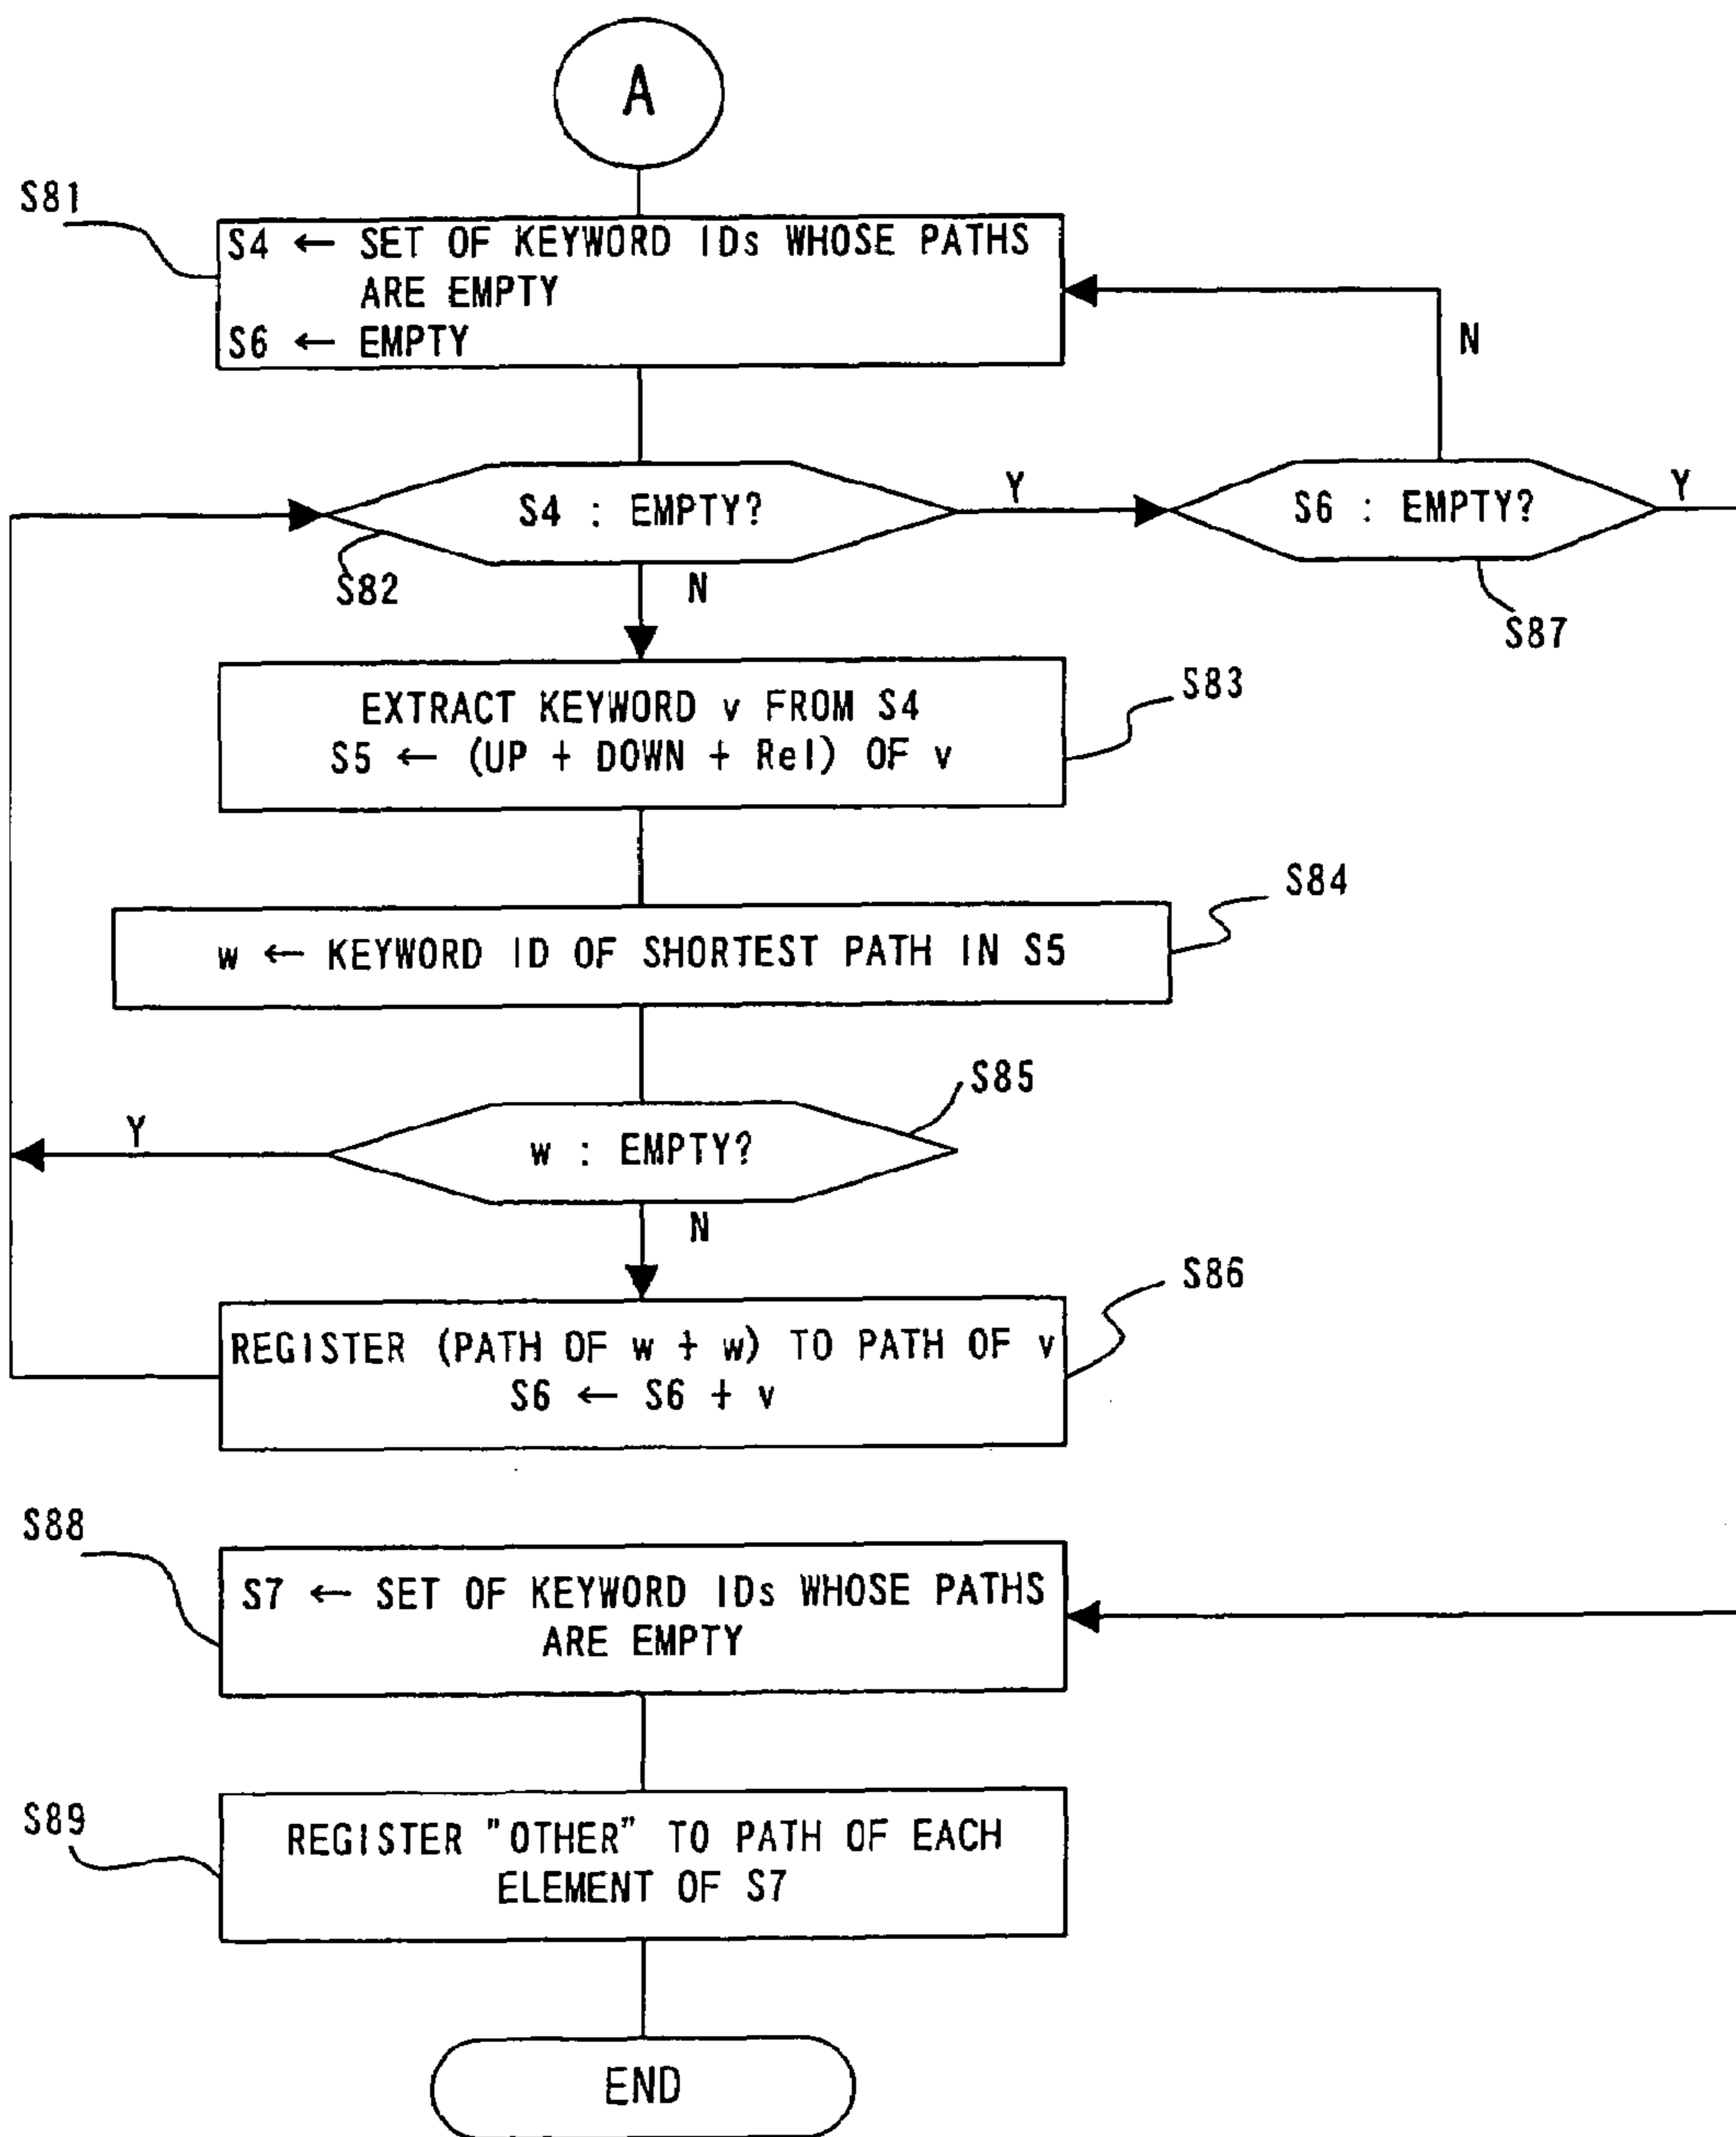 A
S81
S4 ← SET OF KEYWORD IDs WHOSE PATHS
ARE EMPTY
S6 ← EMPTY
N
S4 : EMPTY?
Y
S6 : EMPTY?
Y
S82
N
S87
EXTRACT KEYWORD v FROM S4
S5 ← (UP + DOWN + Rel) OF v
S83
S84
w ← KEYWORD ID OF SHORTEST PATH IN S5
S85
Y
w : EMPTY?
N
S86
REGISTER (PATH OF w + w) TO PATH OF v
S6 ← S6 + v
S88
S7 ← SET OF KEYWORD IDs WHOSE PATHS
ARE EMPTY
S89
REGISTER "OTHER" TO PATH OF EACH
ELEMENT OF S7
END